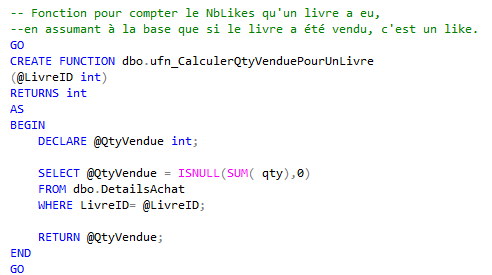 -- Fonction pour compter le NbLikes qu'un livre a eu,
--en assumant à la base que si le livre a été vendu, c'est un like.
GO
CREATE FUNCTION dbo.ufn_CalculerQtyVenduePourUnLivre
(@LivreID int)
RETURNS int
AS
BEGIN
    DECLARE @QtyVendue int;

    SELECT @QtyVendue = ISNULL(SUM( qty),0)
    FROM dbo.DetailsAchat
    WHERE LivreID= @LivreID;

    RETURN @QtyVendue;
END
GO